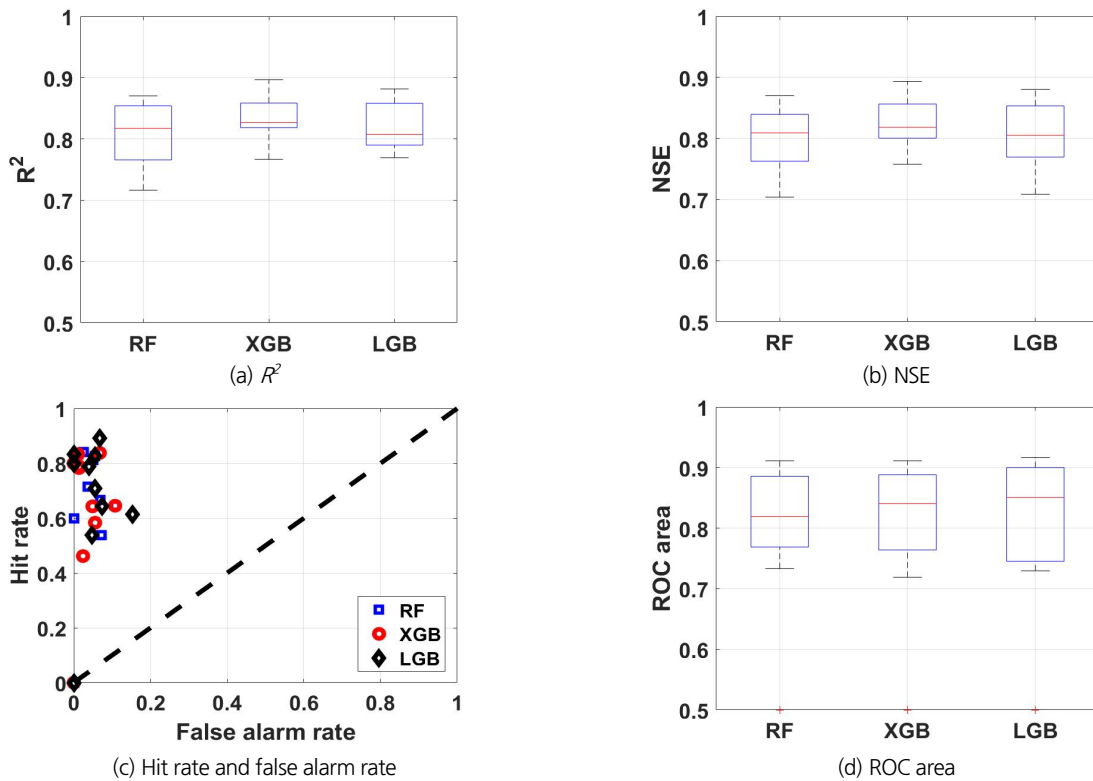 1
0.9
0.8
0.7
0.6
0.5
R²
RF XGB LGB
(a) R²
1
0.9
0.8
0.7
0.6
0.5
NSE
RF XGB LGB
(b) NSE
1
0.8
0.6
0.4
0.2
0
Hit rate
RF
XGB
LGB
0 0.2 0.4 0.6 0.8 1
False alarm rate
(c) Hit rate and false alarm rate
1
0.9
0.8
0.7
0.6
0.5
ROC area
RF XGB LGB
(d) ROC area